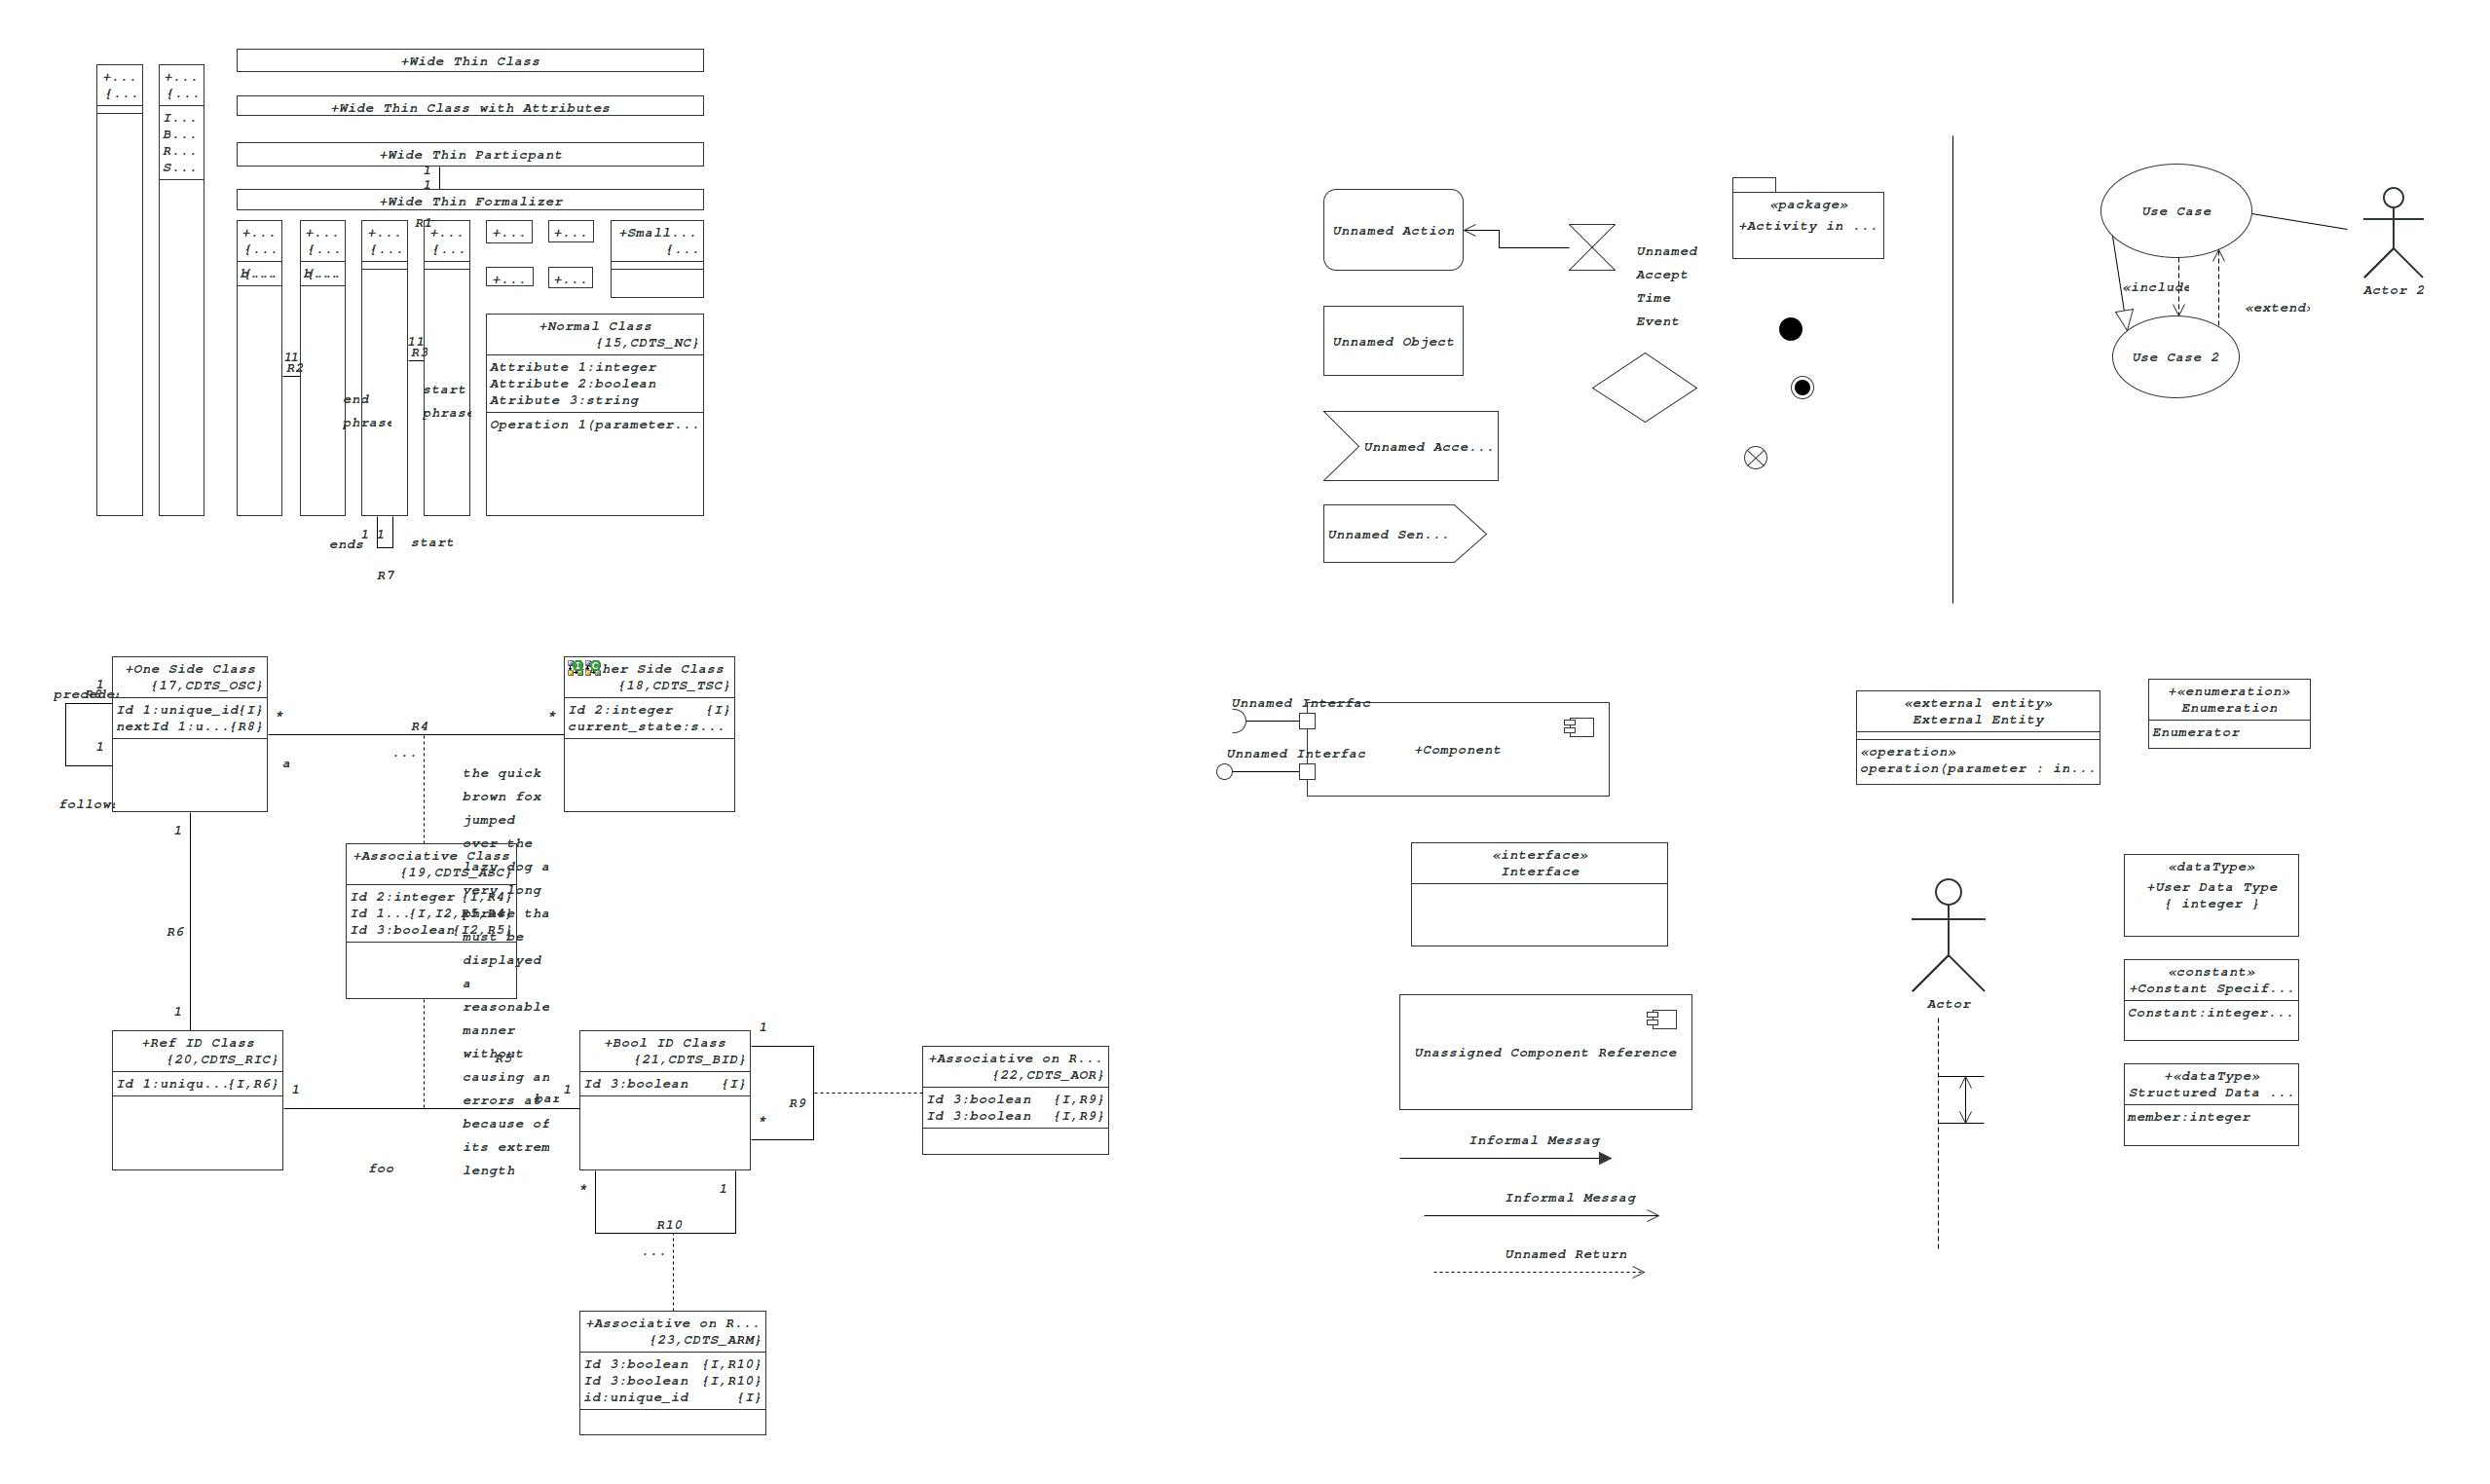 +Wide Thin Class
+...
{...
+...
{...
I...
B...
R...
S...
+Wide Thin Class with Attributes
+Wide Thin Particpant
1
1
+Wide Thin Formalizer
R1
+...
{...
+...
{...
+...
{...
+...
{...
+...
+...
+...
+...
+Small...
{...
+Normal Class
{15,CDTS_NC}
Attribute 1:integer
Attribute 2:boolean
Atribute 3:string
Operation 1(parameter...
11
R2
11
R3
end
phrase
start
phrase
1
1
ends
start
R7
Unnamed Action
Unnamed
Accept
Time
Event
«package»
+Activity in ...
Unnamed Object
Unnamed Acce...
Unnamed Sen...
Use Case
«include
«extend»
Use Case 2
Actor 2
+One Side Class
{17,CDTS_OSC}
Id 1:unique_id{I}
nextId 1:u...{R8}
1
precedes
1
follows
*
R4
*
...
a
her Side Class
{18,CDTS_TSC}
Id 2:integer {I}
current_state:s...
the quick
brown fox
jumped
over the
lazy dog a
very long
phrase tha
must be
displayed
a
reasonable
manner
without
causing an
errors at
because of
its extrem
length
+Associative Class
{19,CDTS_ASC}
Id 2:integer {I,R4}
Id 1...{I,I2,R5,R4}
Id 3:boolean{I2,R5}
1
R6
1
+Ref ID Class
{20,CDTS_RIC}
Id 1:uniqu...{I,R6}
1
R5
bar
1
foo
+Bool ID Class
{21,CDTS_BID}
Id 3:boolean {I}
1
R9
*
+Associative on R...
{22,CDTS_AOR}
Id 3:boolean {I,R9}
Id 3:boolean {I,R9}
*
1
R10
...
+Associative on R...
{23,CDTS_ARM}
Id 3:boolean {I,R10}
Id 3:boolean {I,R10}
id:unique_id {I}
Unnamed Interfac
Unnamed Interfac
+Component
«interface»
Interface
Unassigned Component Reference
Informal Messag
Informal Messag
Unnamed Return
«external entity»
External Entity
«operation»
operation(parameter : in...
+«enumeration»
Enumeration
Enumerator
Actor
«dataType»
+User Data Type
{ integer }
«constant»
+Constant Specif...
Constant:integer...
+«dataType»
Structured Data ...
member:integer